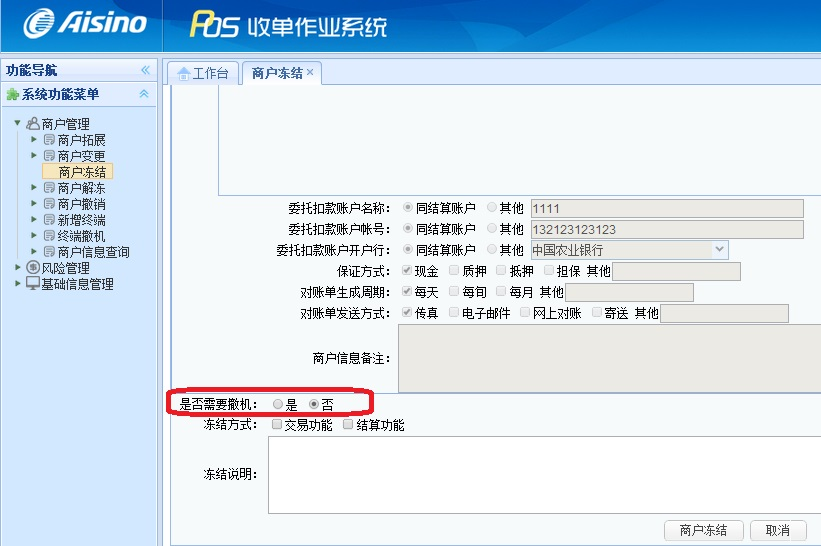 Aisino POS 收单作业系统
功能导航
系统功能菜单
商户管理
商户拓展
商户变更
商户冻结
商户解冻
商户撤销
新增终端
终端撤机
商户信息查询
风险管理
基础信息管理
工作台 商户冻结
委托扣款账户名称： 同结算账户 其他 1111
委托扣款账户帐号： 同结算账户 其他 132123123123
委托扣款账户开户行： 同结算账户 其他 中国农业银行
保证方式： 现金 质押 抵押 担保 其他
对账单生成周期： 每天 每旬 每月 其他
对账单发送方式： 传真 电子邮件 网上对账 寄送 其他
商户信息备注：
是否需要撤机： 是 否
冻结方式： 交易功能 结算功能
冻结说明：
商户冻结 取消